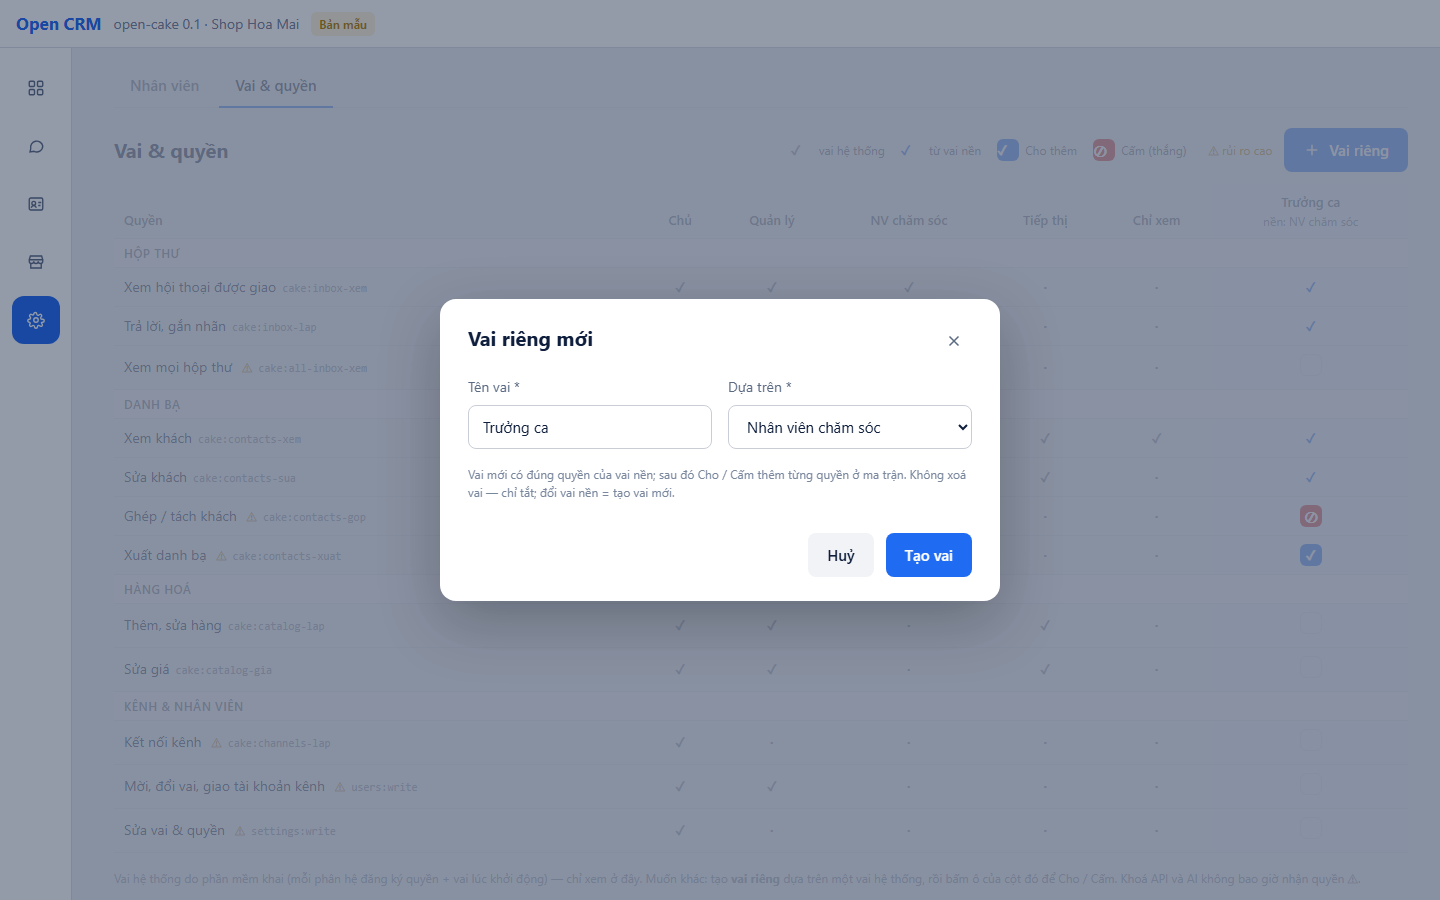 Open CRM open-cake 0.1 · Shop Hoa Mai Bản mẫu
Nhân viên Vai & quyền
Vai & quyền ✓ vai hệ thống ✓ từ vai nền ✓ Cho thêm Cấm (thắng) ⚠ rủi ro cao + Vai riêng
Quyền Chủ Quản lý NV chăm sóc Tiếp thị Chỉ xem Trưởng ca
nền: NV chăm sóc
HỘP THƯ
Xem hội thoại được giao cake:inbox-xem ✓ ✓ ✓ · · ✓
Trả lời, gắn nhãn cake:inbox-lap · ✓
Xem mọi hộp thư ⚠ cake:all-inbox-xem · ·
DANH BẠ
Xem khách cake:contacts-xem ✓ ✓ ✓
Sửa khách cake:contacts-sua ✓ · ✓
Ghép / tách khách ⚠ cake:contacts-gop · ·
Xuất danh bạ ⚠ cake:contacts-xuat · · ✓
HÀNG HOÁ
Thêm, sửa hàng cake:catalog-lap ✓ ✓ · ✓ ·
Sửa giá cake:catalog-gia ✓ ✓ · ✓ ·
KÊNH & NHÂN VIÊN
Kết nối kênh ⚠ cake:channels-lap ✓ · · · ·
Mời, đổi vai, giao tài khoản kênh ⚠ users:write ✓ ✓ · · ·
Sửa vai & quyền ⚠ settings:write ✓ · · · ·
Vai hệ thống do phần mềm khai (mỗi phân hệ đăng ký quyền + vai lúc khởi động) — chỉ xem ở đây. Muốn khác: tạo vai riêng dựa trên một vai hệ thống, rồi bấm ô của cột đó để Cho / Cấm. Khoá API và AI không bao giờ nhận quyền ⚠.
Vai riêng mới ×
Tên vai * Dựa trên *
Trưởng ca Nhân viên chăm sóc
Vai mới có đúng quyền của vai nền; sau đó Cho / Cấm thêm từng quyền ở ma trận. Không xoá
vai — chỉ tắt; đổi vai nền = tạo vai mới.
Huỷ Tạo vai